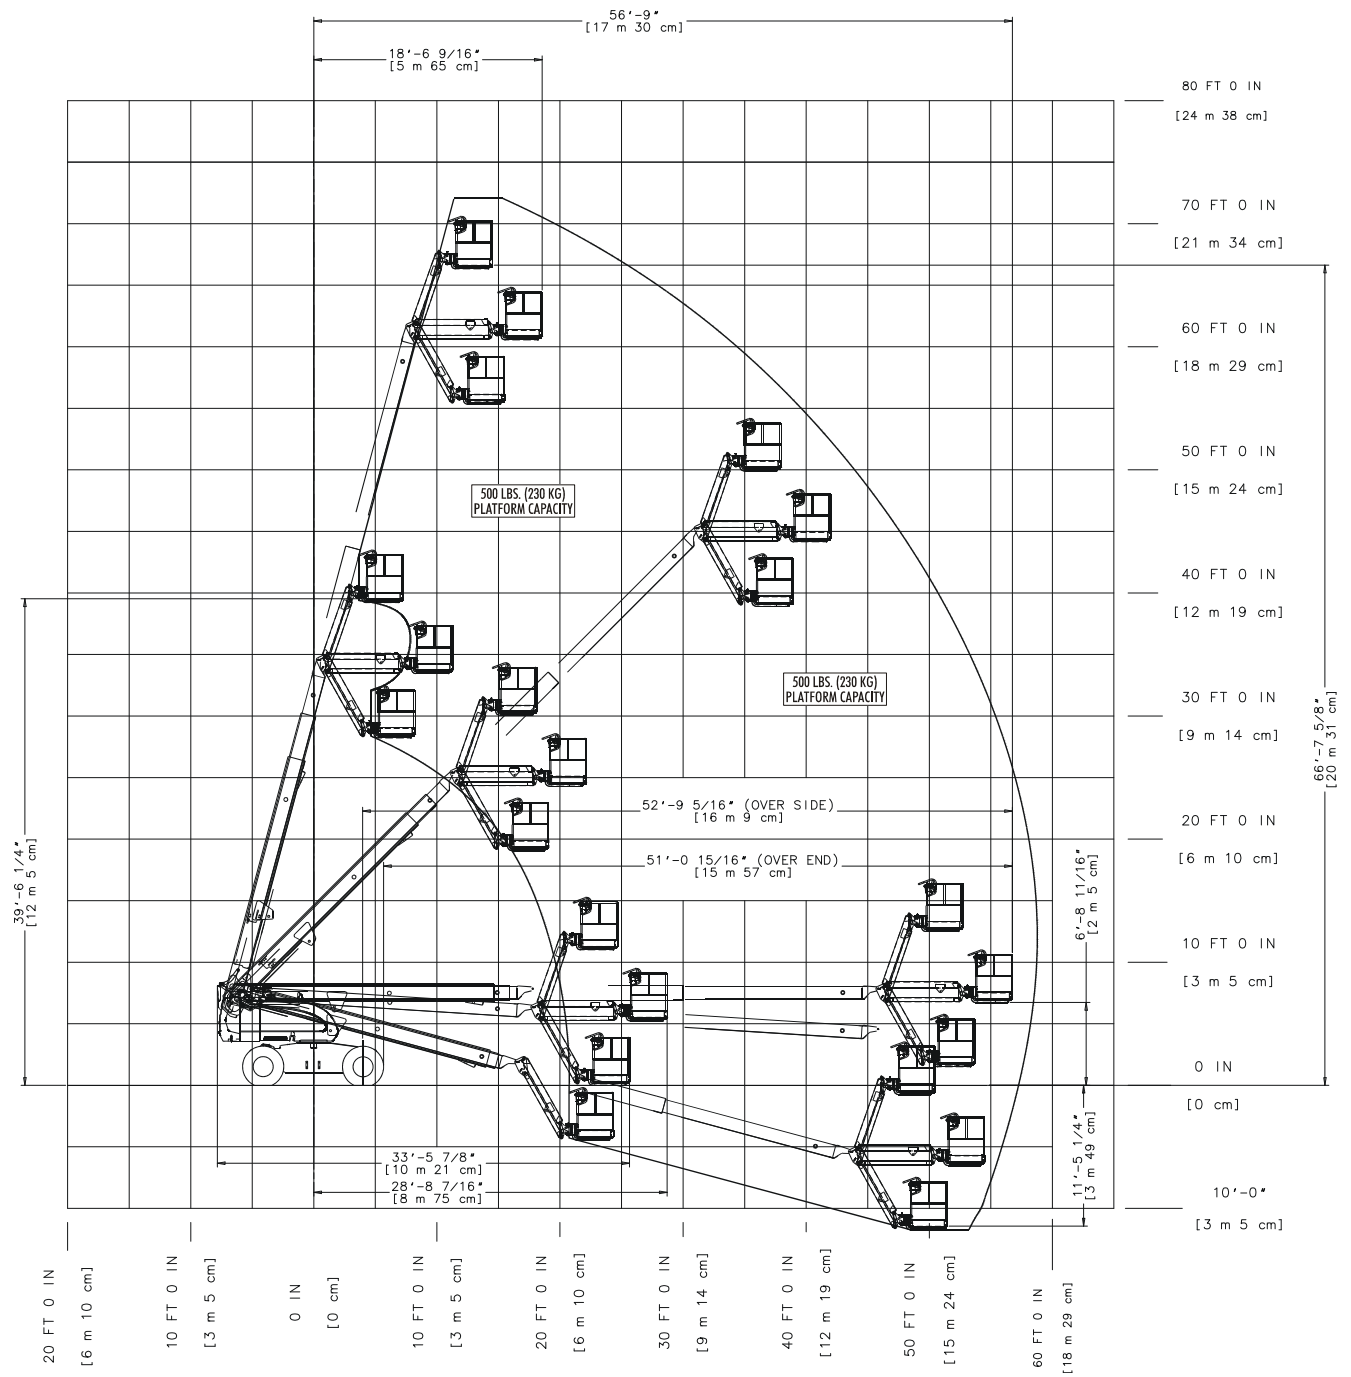 56'-9"
[17 m 30 cm]
18'-6 9/16"
[5 m 65 cm]
80 FT 0 IN
[24 m 38 cm]
70 FT 0 IN
[21 m 34 cm]
60 FT 0 IN
[18 m 29 cm]
50 FT 0 IN
[15 m 24 cm]
500 LBS. (230 KG)
PLATFORM CAPACITY
40 FT 0 IN
[12 m 19 cm]
500 LBS. (230 KG)
PLATFORM CAPACITY
30 FT 0 IN
[9 m 14 cm]
66'-7 5/8"
[20 m 31 cm]
52'-9 5/16" (OVER SIDE)
[16 m 9 cm]
20 FT 0 IN
[6 m 10 cm]
51'-0 15/16" (OVER END)
[15 m 57 cm]
39'-6 1/4"
[12 m 5 cm]
6'-8 11/16"
[2 m 5 cm]
10 FT 0 IN
[3 m 5 cm]
0 IN
[0 cm]
11'-5 1/4"
[3 m 49 cm]
33'-5 7/8"
[10 m 21 cm]
28'-8 7/16"
[8 m 75 cm]
10'-0"
[3 m 5 cm]
20 FT 0 IN
[6 m 10 cm]
10 FT 0 IN
[3 m 5 cm]
0 IN
[0 cm]
10 FT 0 IN
[3 m 5 cm]
20 FT 0 IN
[6 m 10 cm]
30 FT 0 IN
[9 m 14 cm]
40 FT 0 IN
[12 m 19 cm]
50 FT 0 IN
[15 m 24 cm]
60 FT 0 IN
[18 m 29 cm]